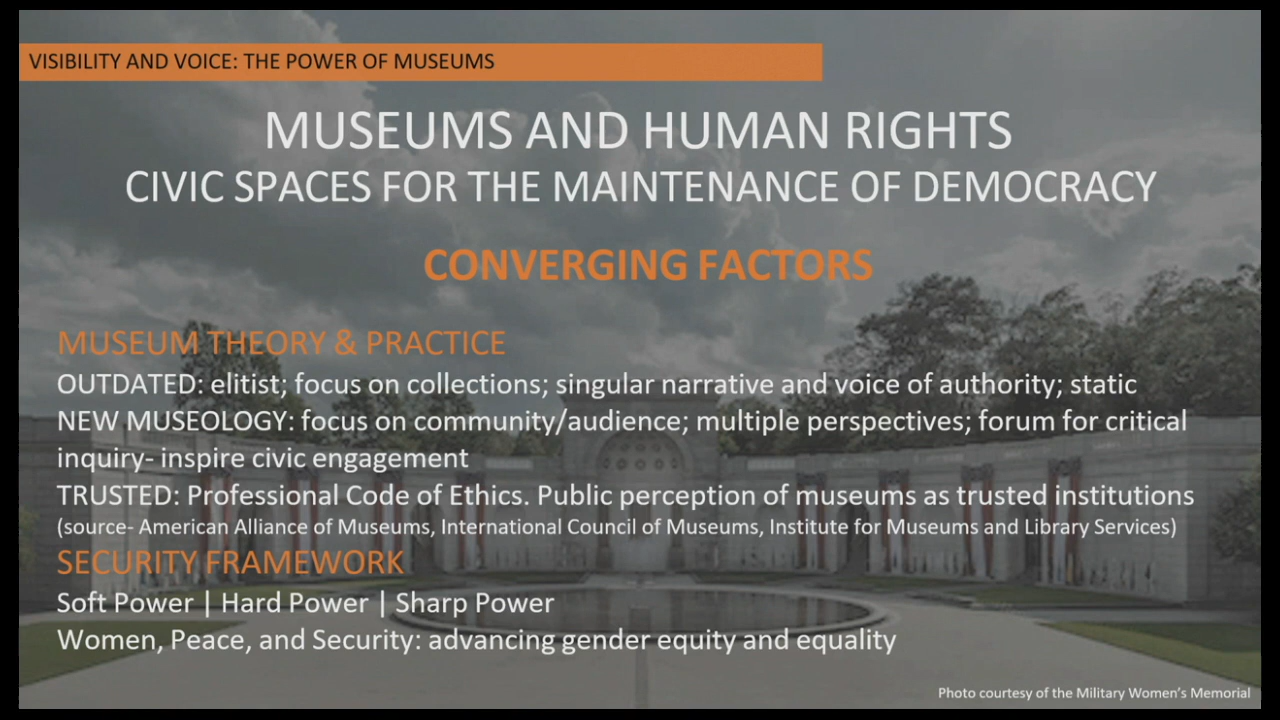 VISIBILITY AND VOICE: THE POWER OF MUSEUMS
MUSEUMS AND HUMAN RIGHTS
CIVIC SPACES FOR THE MAINTENANCE OF DEMOCRACY
CONVERGING FACTORS
MUSEUM THEORY & PRACTICE
OUTDATED: elitist; focus on collections; singular narrative and voice of authority; static
NEW MUSEOLOGY: focus on community/audience; multiple perspectives; forum for critical
inquiry- inspire civic engagement
TRUSTED: Professional Code of Ethics. Public perception of museums as trusted institutions
(source- American Alliance of Museums, International Council of Museums, Institute for Museums and Library Services)
SECURITY FRAMEWORK
Soft Power | Hard Power | Sharp Power
Women, Peace, and Security: advancing gender equity and equality
Photo courtesy of the Military Women's Memorial